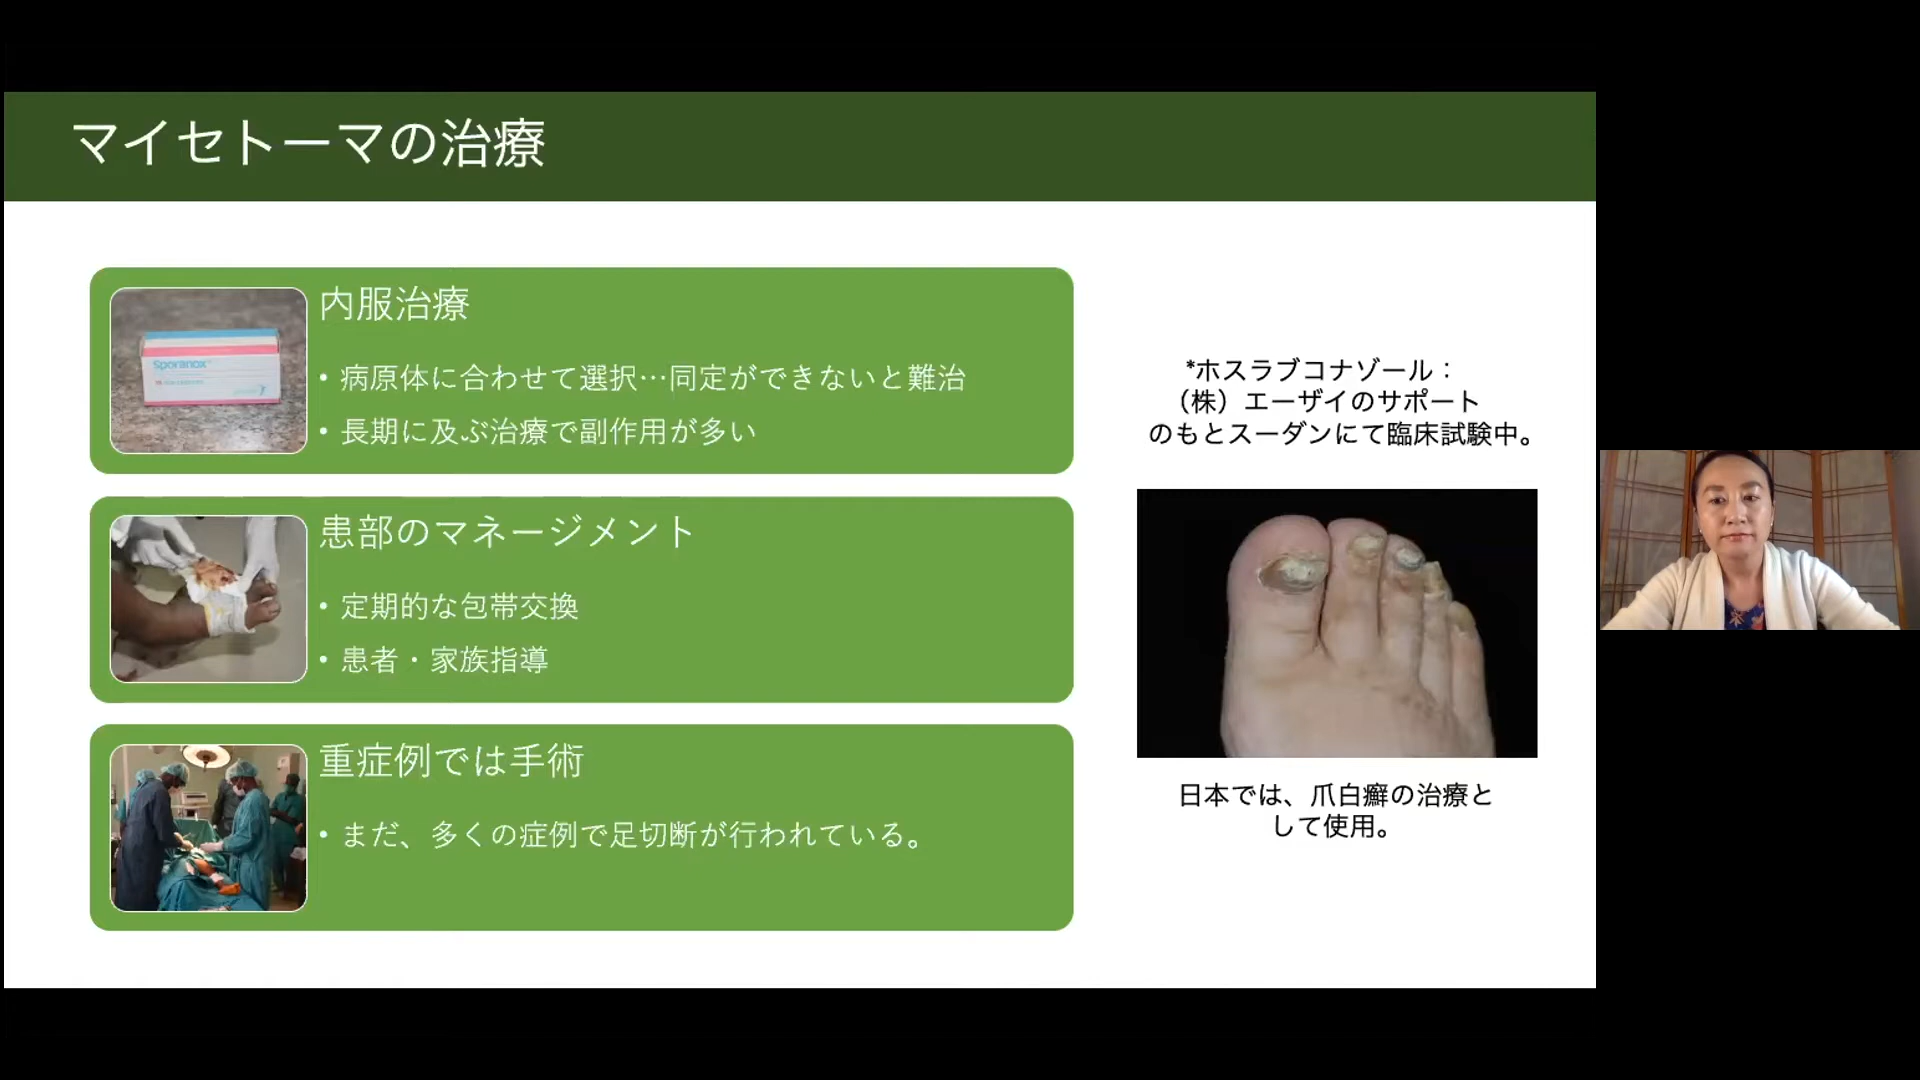 マイセトーマの治療
内服治療
• 病原体に合わせて選択…同定ができないと難治
• 長期に及ぶ治療で副作用が多い
Sporanox
患部のマネージメント
• 定期的な包帯交換
• 患者・家族指導
重症例では手術
• まだ、多くの症例で足切断が行われている。
*ホスラブコナゾール：
（株）エーザイのサポート
のもとスーダンにて臨床試験中。
日本では、爪白癬の治療と
して使用。